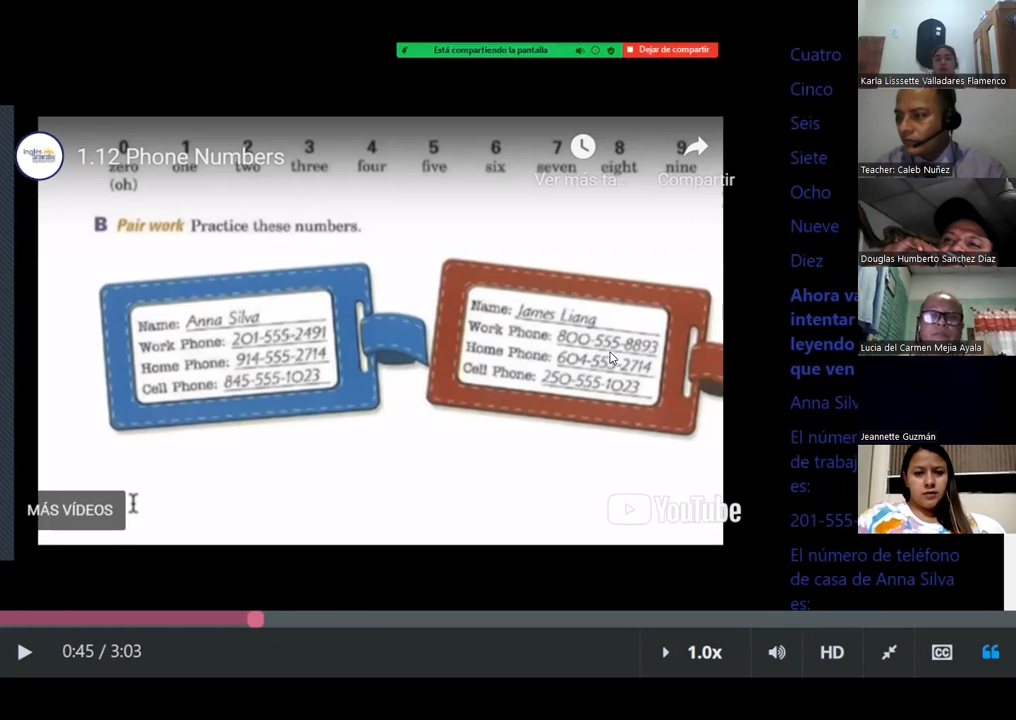 Está compartiendo la pantalla
Dejar de compartir
1.12 Phone Numbers
0 1 2 3 4 5 6 7 8 9
zero one two three four five six seven eight nine
(oh)
Ver más ta...
Compartir
B Pair work Practice these numbers.
Name: Anna Silva
Work Phone: 201-555-2491
Home Phone: 914-555-2714
Cell Phone: 845-555-1023
Name: James Liang
Work Phone: 800-555-8893
Home Phone: 604-555-2714
Cell Phone: 250-555-1023
MÁS VÍDEOS
YouTube
0:45 / 3:03
1.0x
HD
CC
Cuatro
Cinco
Seis
Siete
Ocho
Nueve
Diez
Ahora va
intentar
leyendo
que ven
Anna Silv
El númer
de trabaj
es:
201-555-
El número de teléfono
de casa de Anna Silva
es:
Karla Lisssette Valladares Flamenco
Teacher: Caleb Nuñez
Douglas Humberto Sanchez Diaz
Lucia del Carmen Mejia Ayala
Jeannette Guzmán